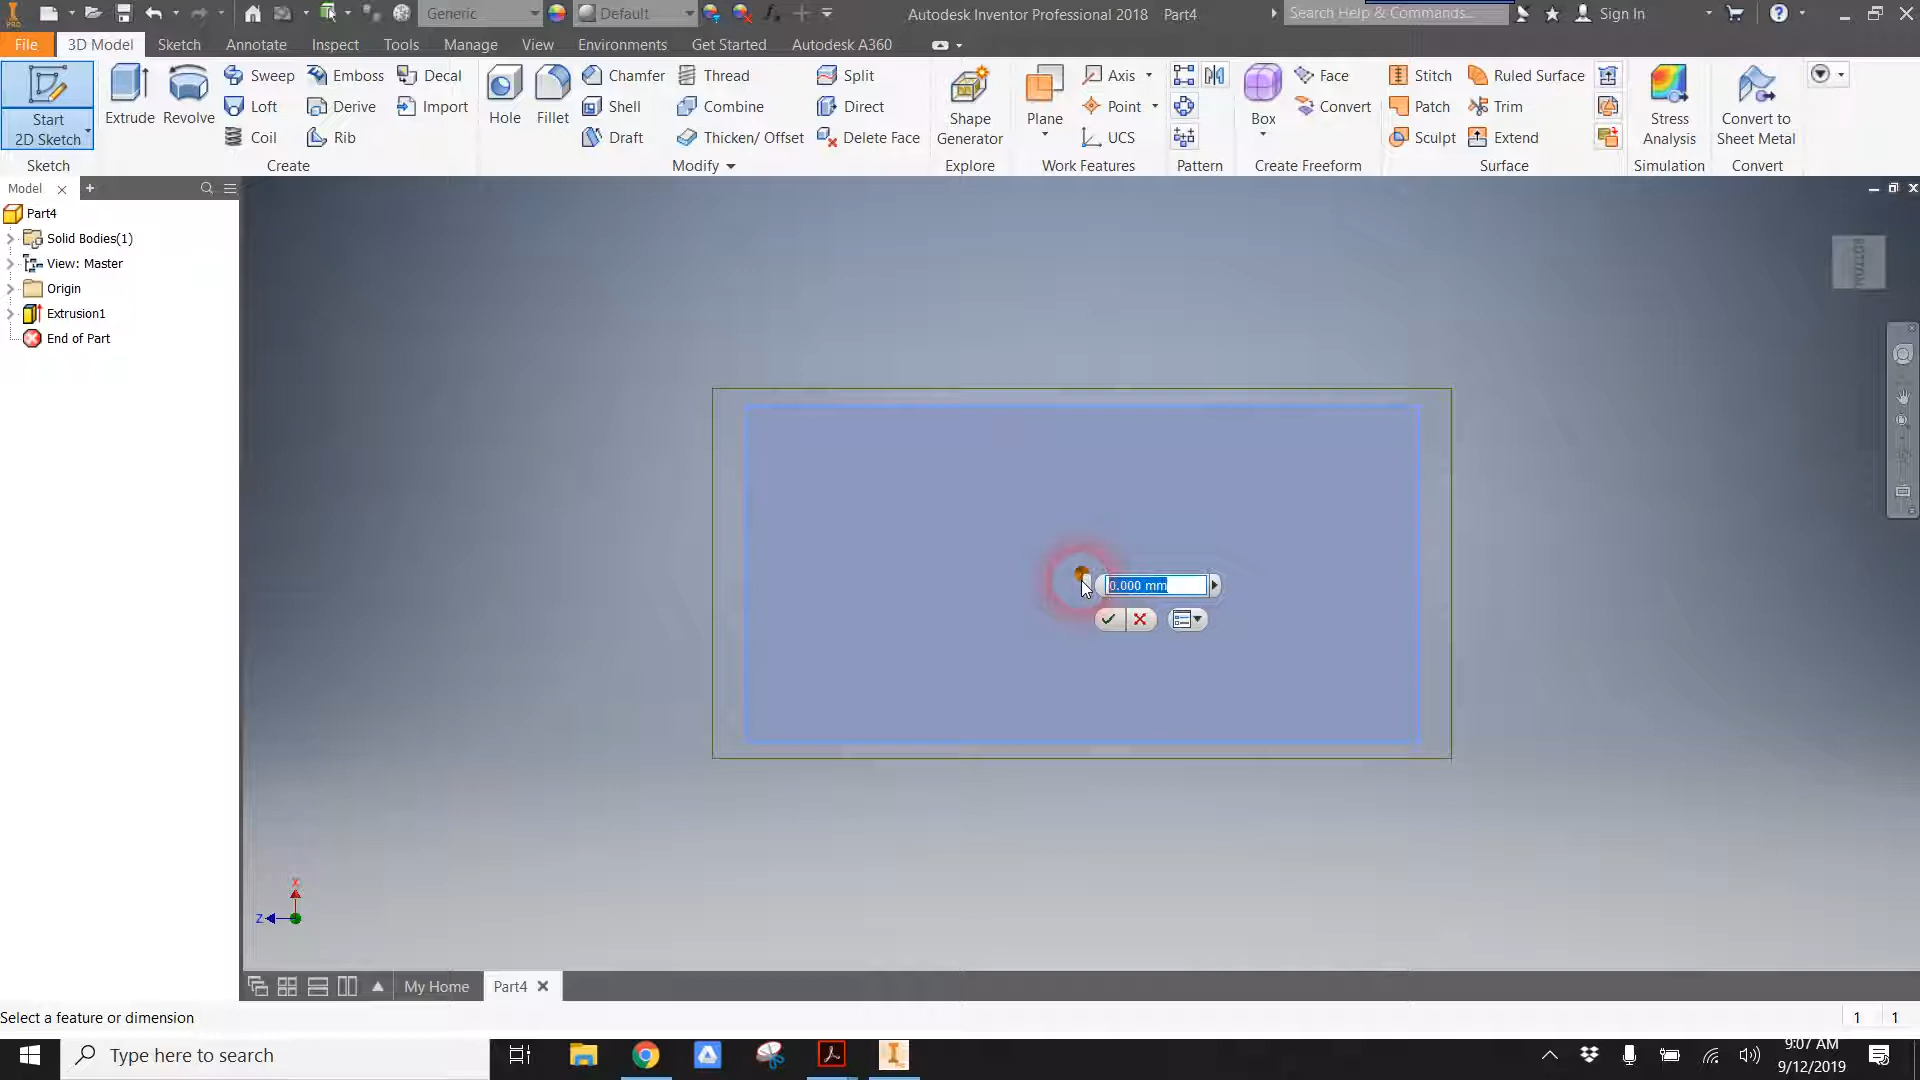 Generic
Default
Autodesk Inventor Professional 2018 Part4
Search Help & Commands...
Sign In
PRO
File 3D Model Sketch Annotate Inspect Tools Manage View Environments Get Started Autodesk A360
Start
2D Sketch
Extrude
Revolve
Sweep
Loft
Coil
Emboss
Derive
Rib
Decal
Import
Hole
Fillet
Chamfer
Shell
Draft
Thread
Combine
Thicken/ Offset
Split
Direct
Delete Face
Shape
Generator
Plane
Axis
Point
UCS
Box
Face
Convert
Stitch
Patch
Sculpt
Ruled Surface
Trim
Extend
Stress
Analysis
Convert to
Sheet Metal
Sketch Create Modify Explore Work Features Pattern Create Freeform Surface Simulation Convert
Model
Part4
Solid Bodies(1)
View: Master
Origin
Extrusion1
End of Part
BOTTOM
0.000 mm
X
Z
My Home Part4
Select a feature or dimension
1 1
Type here to search
9:07 AM
9/12/2019